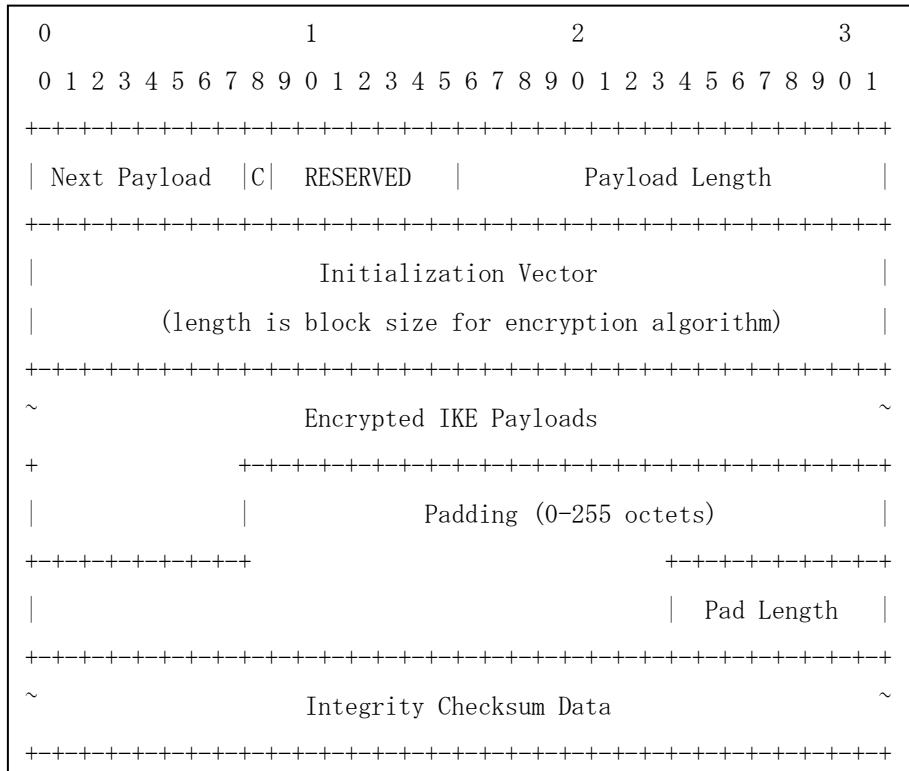 0                   1                   2                   3
0 1 2 3 4 5 6 7 8 9 0 1 2 3 4 5 6 7 8 9 0 1 2 3 4 5 6 7 8 9 0 1
+-+-+-+-+-+-+-+-+-+-+-+-+-+-+-+-+-+-+-+-+-+-+-+-+-+-+-+-+-+-+-+-+
| Next Payload  |C|  RESERVED   |         Payload Length        |
+-+-+-+-+-+-+-+-+-+-+-+-+-+-+-+-+-+-+-+-+-+-+-+-+-+-+-+-+-+-+-+-+
|                     Initialization Vector                     |
|         (length is block size for encryption algorithm)       |
+-+-+-+-+-+-+-+-+-+-+-+-+-+-+-+-+-+-+-+-+-+-+-+-+-+-+-+-+-+-+-+-+
~                    Encrypted IKE Payloads                     ~
+               +-+-+-+-+-+-+-+-+-+-+-+-+-+-+-+-+-+-+-+-+-+-+-+-+
|               |             Padding (0-255 octets)            |
+-+-+-+-+-+-+-+-+                               +-+-+-+-+-+-+-+-+
|                                               |  Pad Length   |
+-+-+-+-+-+-+-+-+-+-+-+-+-+-+-+-+-+-+-+-+-+-+-+-+-+-+-+-+-+-+-+-+
~                    Integrity Checksum Data                    ~
+-+-+-+-+-+-+-+-+-+-+-+-+-+-+-+-+-+-+-+-+-+-+-+-+-+-+-+-+-+-+-+-+